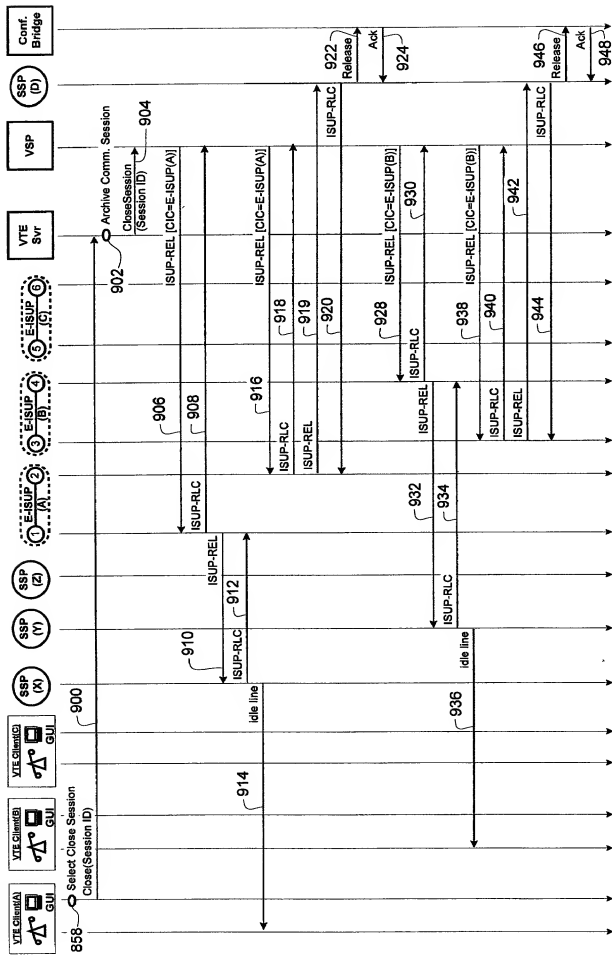 VTE Client(A)
GUI
VTE Client(B)
GUI
VTE Client(C)
GUI
SSP
(X)
SSP
(Y)
SSP
(Z)
1 E-ISUP 2
(A)
3 E-ISUP 4
(B)
5 E-ISUP 6
(C)
VTE
Svr
VSP
SSP
(D)
Conf.
Bridge
858
Select Close Session
Close(Session ID)
900
902
Archive Comm. Session
CloseSession
(Session ID)
904
ISUP-REL [CIC=E-ISUP(A)]
906
908
ISUP-RLC
ISUP-REL
910
912
ISUP-RLC
Idle line
914
ISUP-REL [CIC=E-ISUP(A)]
916
ISUP-RLC
918
ISUP-REL
919
920
ISUP-RLC
922
Release
Ack
924
ISUP-REL [CIC=E-ISUP(B)]
928
930
ISUP-RLC
ISUP-REL
932
934
ISUP-RLC
Idle line
936
ISUP-REL [CIC=E-ISUP(B)]
938
ISUP-RLC
940
ISUP-REL
942
944
ISUP-RLC
946
Release
Ack
948